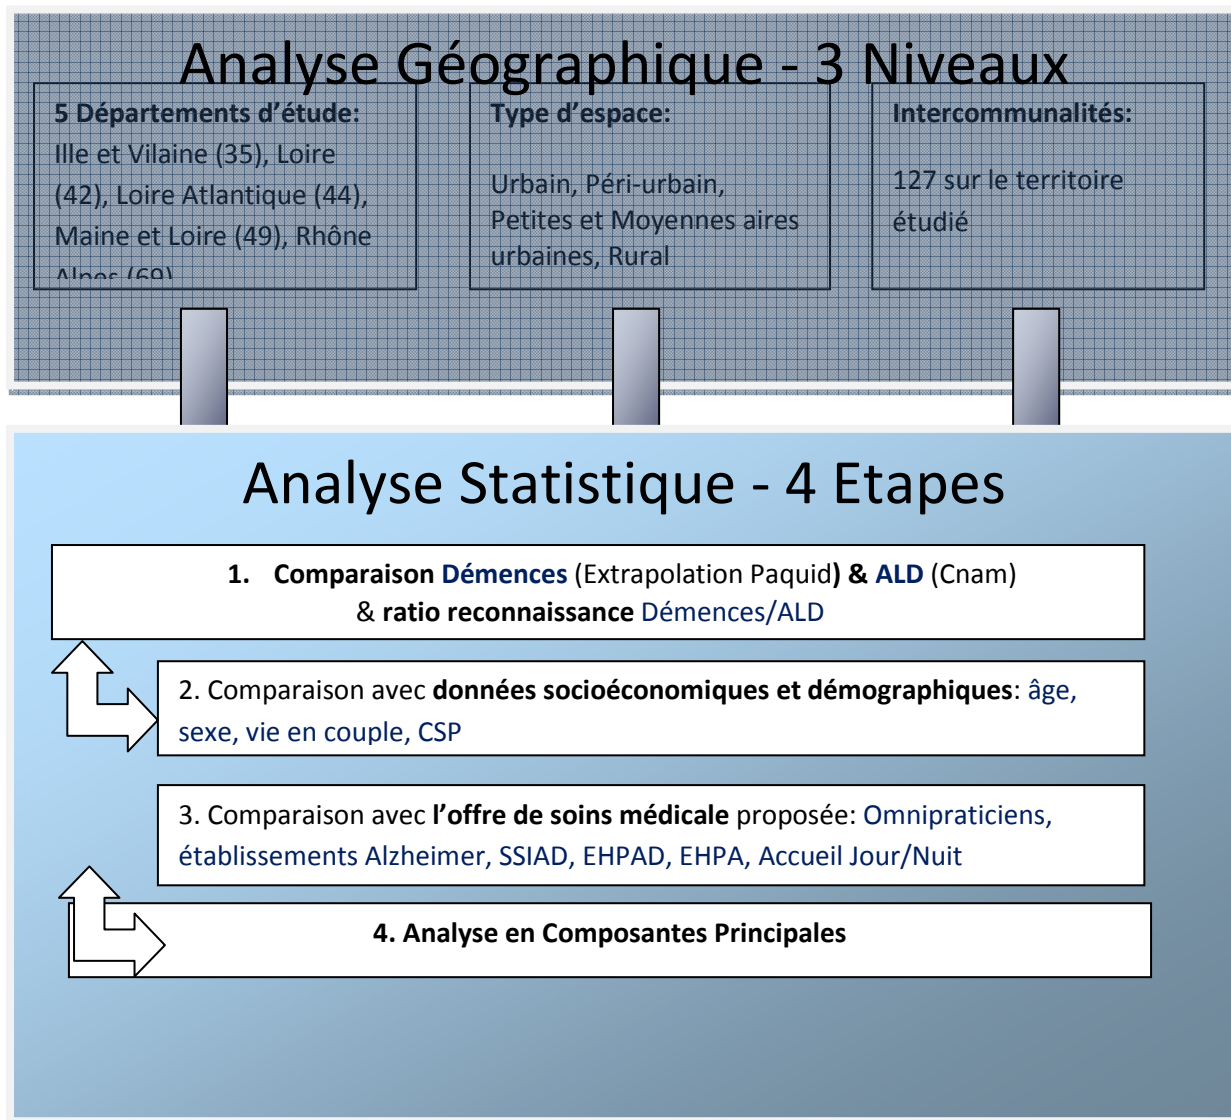 Analyse Géographique - 3 Niveaux
5 Départements d'étude:
Ille et Vilaine (35), Loire
(42), Loire Atlantique (44),
Maine et Loire (49), Rhône
Alpes (69)
Type d'espace:
Urbain, Péri-urbain,
Petites et Moyennes aires
urbaines, Rural
Intercommunalités:
127 sur le territoire
étudié
Analyse Statistique - 4 Etapes
1. Comparaison Démences (Extrapolation Paquid) & ALD (Cnam)
& ratio reconnaissance Démences/ALD
2. Comparaison avec données socioéconomiques et démographiques: âge,
sexe, vie en couple, CSP
3. Comparaison avec l'offre de soins médicale proposée: Omnipraticiens,
établissements Alzheimer, SSIAD, EHPAD, EHPA, Accueil Jour/Nuit
4. Analyse en Composantes Principales